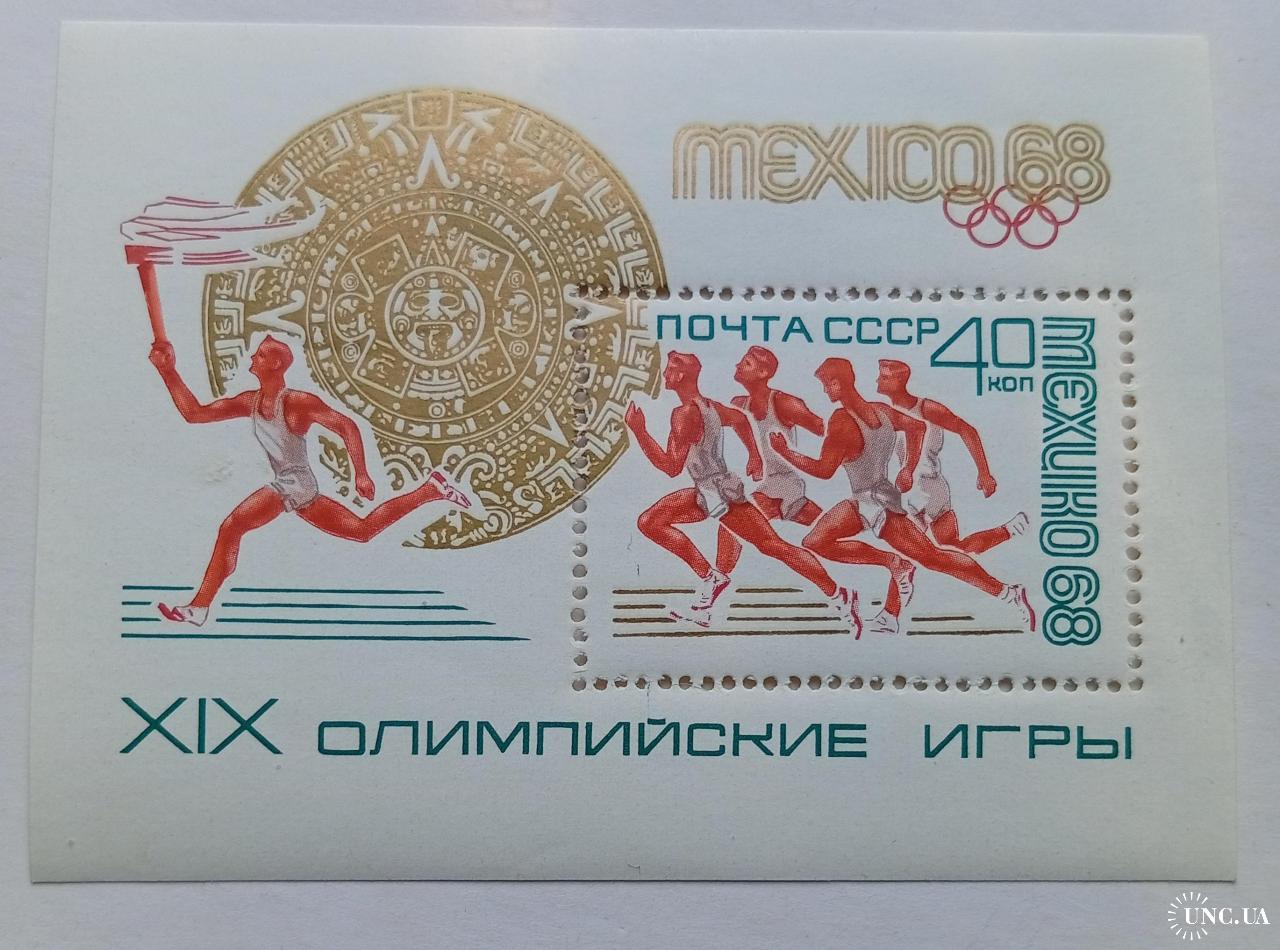 MEXICO 68
ПОЧТА СССР 40 коп
МЕХИКО 68
XIX ОЛИМПИЙСКИЕ ИГРЫ
UNC.UA